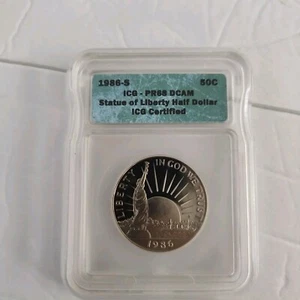 1986-S 50C
ICG - PR68 DCAM
Statue of Liberty Half Dollar
ICG Certified
LIBERTY
IN GOD WE TRUST
1986